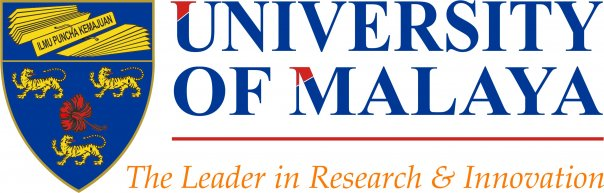 ILMU PUNCHA KEMAJUAN
UNIVERSITY
OF MALAYA
The Leader in Research & Innovation